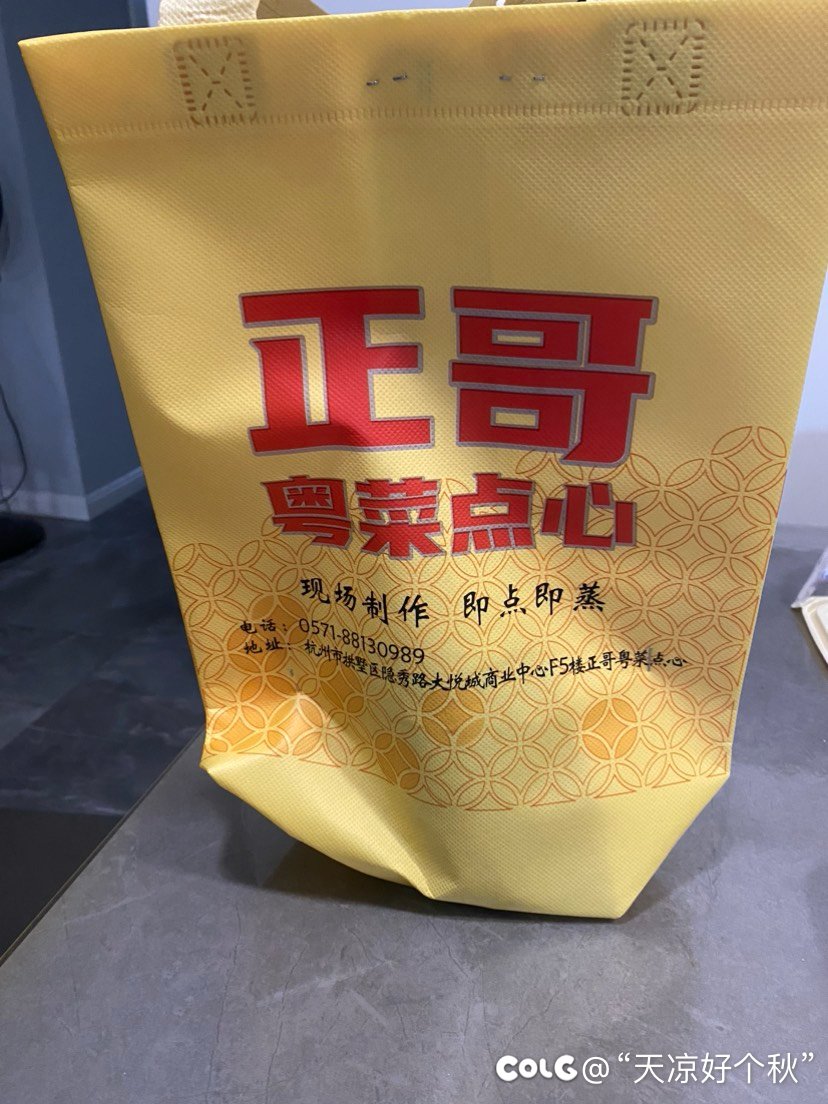 正哥
粤菜点心
现场制作 即点即蒸
电话：0571-88130989
地址：杭州市拱墅区隐秀路大悦城商业中心F5楼正哥粤菜点心
COLG@“天凉好个秋”